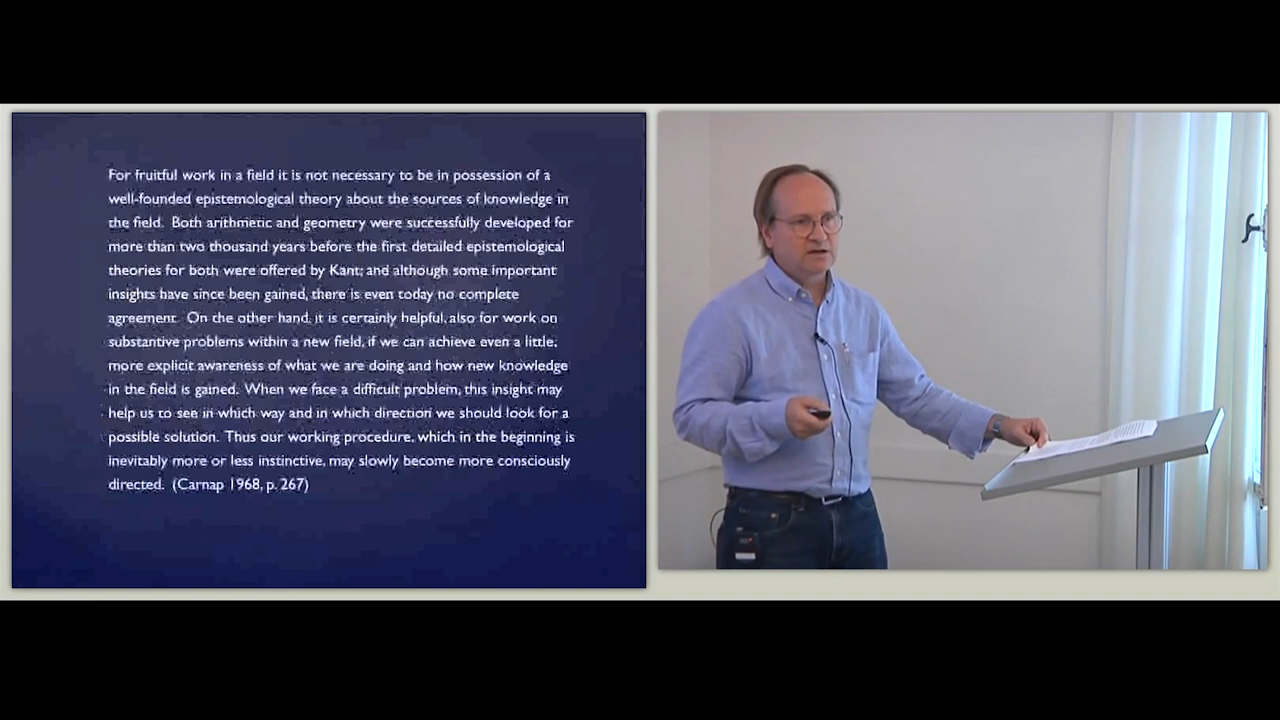 For fruitful work in a field it is not necessary to be in possession of a
well-founded epistemological theory about the sources of knowledge in
the field. Both arithmetic and geometry were successfully developed for
more than two thousand years before the first detailed epistemological
theories for both were offered by Kant; and although some important
insights have since been gained, there is even today no complete
agreement. On the other hand, it is certainly helpful, also for work on
substantive problems within a new field, if we can achieve even a little,
more explicit awareness of what we are doing and how new knowledge
in the field is gained. When we face a difficult problem, this insight may
help us to see in which way and in which direction we should look for a
possible solution. Thus our working procedure, which in the beginning is
inevitably more or less instinctive, may slowly become more consciously
directed. (Carnap 1968, p. 267)